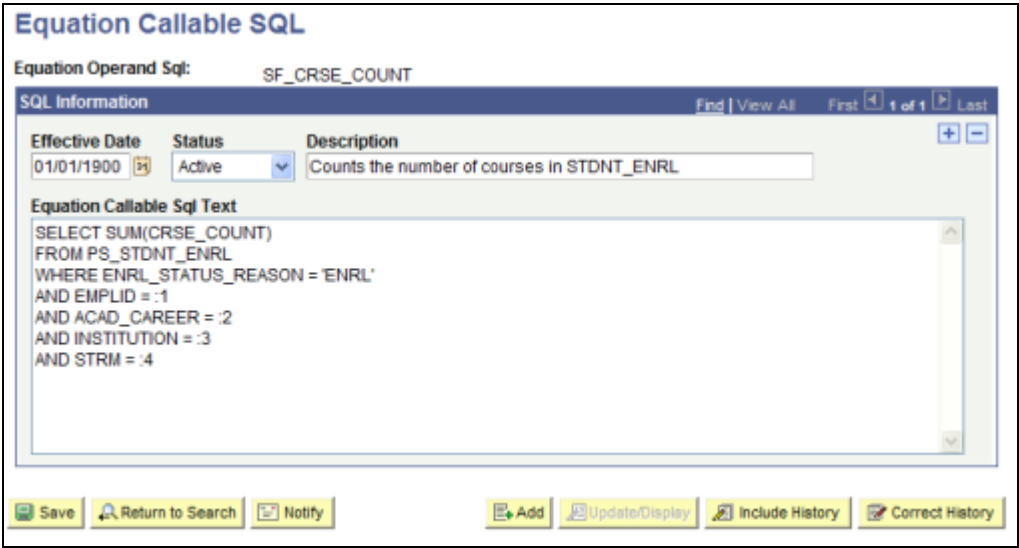 Equation Callable SQL
Equation Operand Sql: SF_CRSE_COUNT
SQL Information Find | View All First 1 of 1 Last
Effective Date Status Description
01/01/1900 Active Counts the number of courses in STDNT_ENRL
Equation Callable Sql Text
SELECT SUM(CRSE_COUNT)
FROM PS_STDNT_ENRL
WHERE ENRL_STATUS_REASON = 'ENRL'
AND EMPLID = :1
AND ACAD_CAREER = :2
AND INSTITUTION = :3
AND STRM = :4
Save Return to Search Notify Add Update/Display Include History Correct History